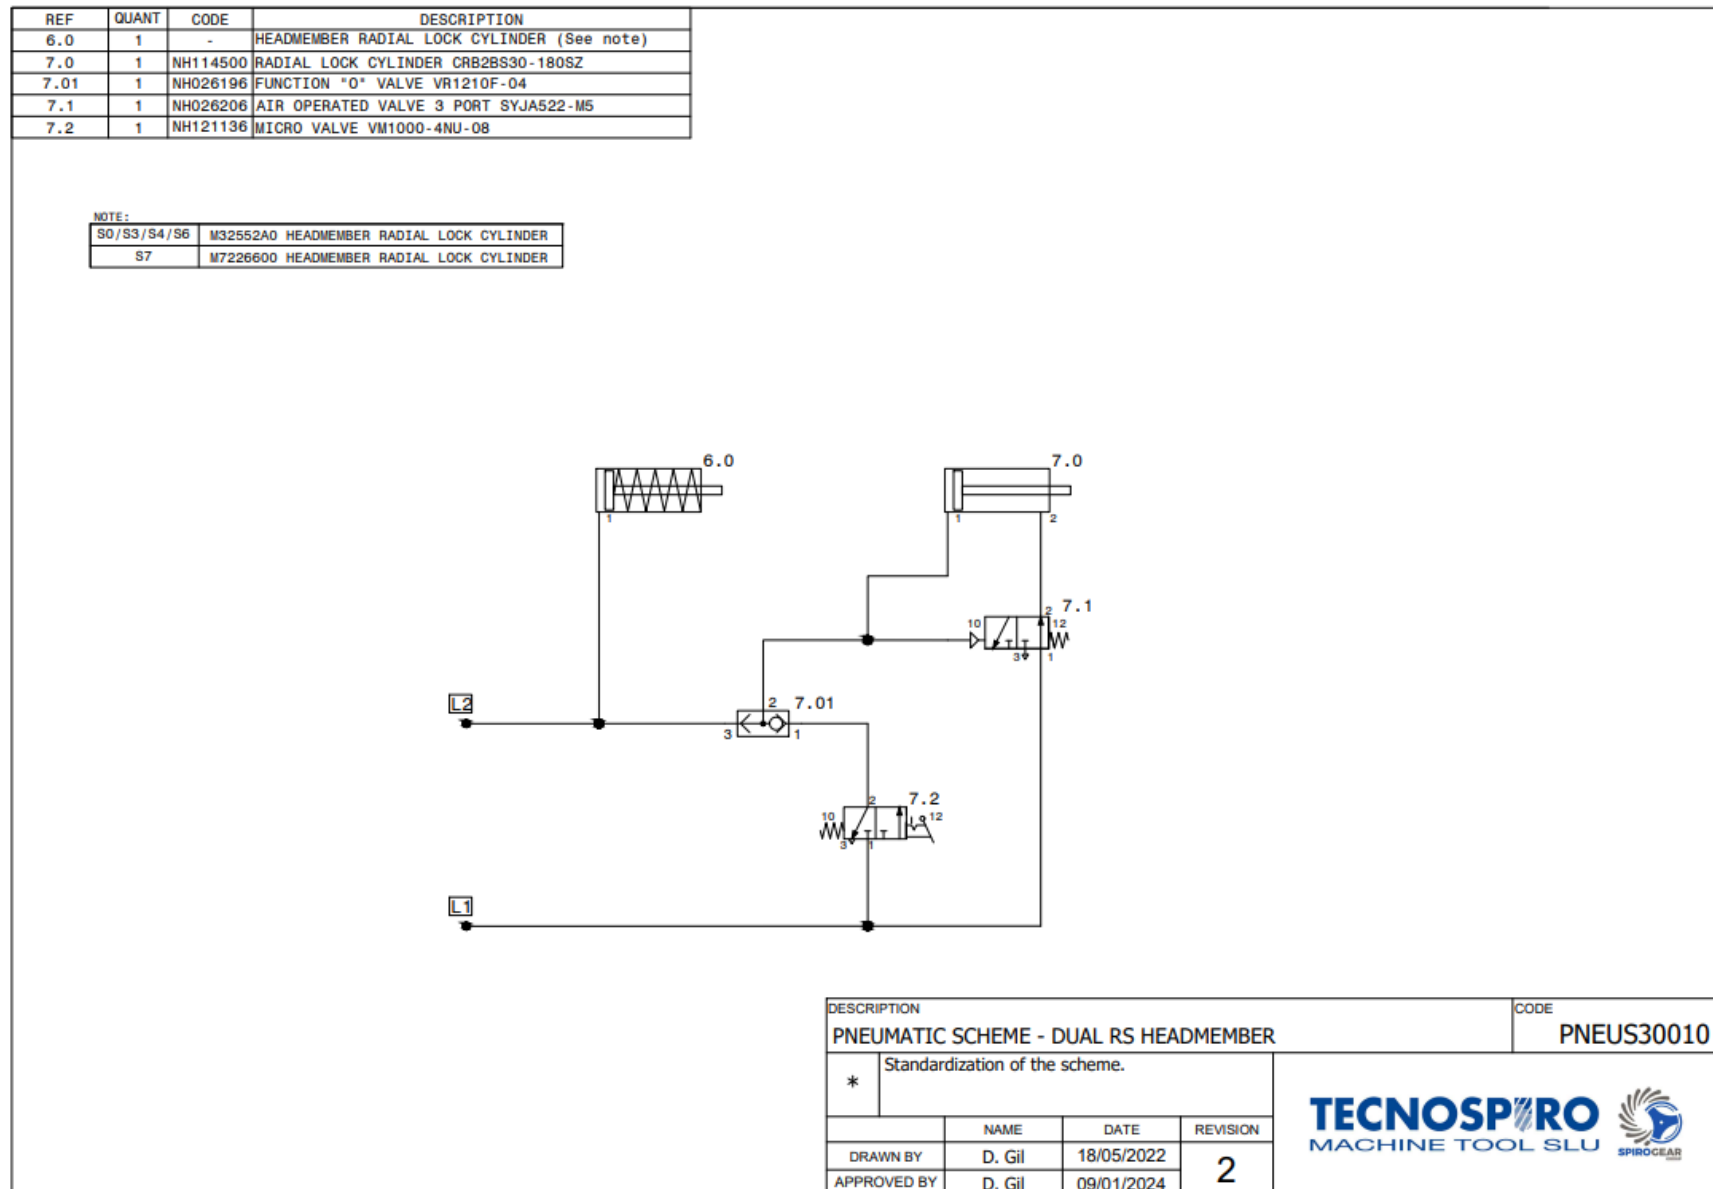 REF QUANT CODE DESCRIPTION
6.0 1 - HEADMEMBER RADIAL LOCK CYLINDER (See note)
7.0 1 NH114500 RADIAL LOCK CYLINDER CRB2BS30-180SZ
7.01 1 NH026196 FUNCTION "O" VALVE VR1210F-04
7.1 1 NH026206 AIR OPERATED VALVE 3 PORT SYJA522-M5
7.2 1 NH121136 MICRO VALVE VM1000-4NU-08
NOTE:
S0/S3/S4/S6 M32552A0 HEADMEMBER RADIAL LOCK CYLINDER
S7 M7226600 HEADMEMBER RADIAL LOCK CYLINDER
6.0
1
7.0
1 2
2 7.1
10 12
3 1
L2
2 7.01
3 1
2 7.2
10 12
3 1
L1
DESCRIPTION
PNEUMATIC SCHEME - DUAL RS HEADMEMBER
CODE
PNEUS30010
* Standardization of the scheme.
NAME DATE REVISION
DRAWN BY D. Gil 18/05/2022 2
APPROVED BY D. Gil 09/01/2024
TECNOSPIRO
MACHINE TOOL SLU
SPIROGEAR